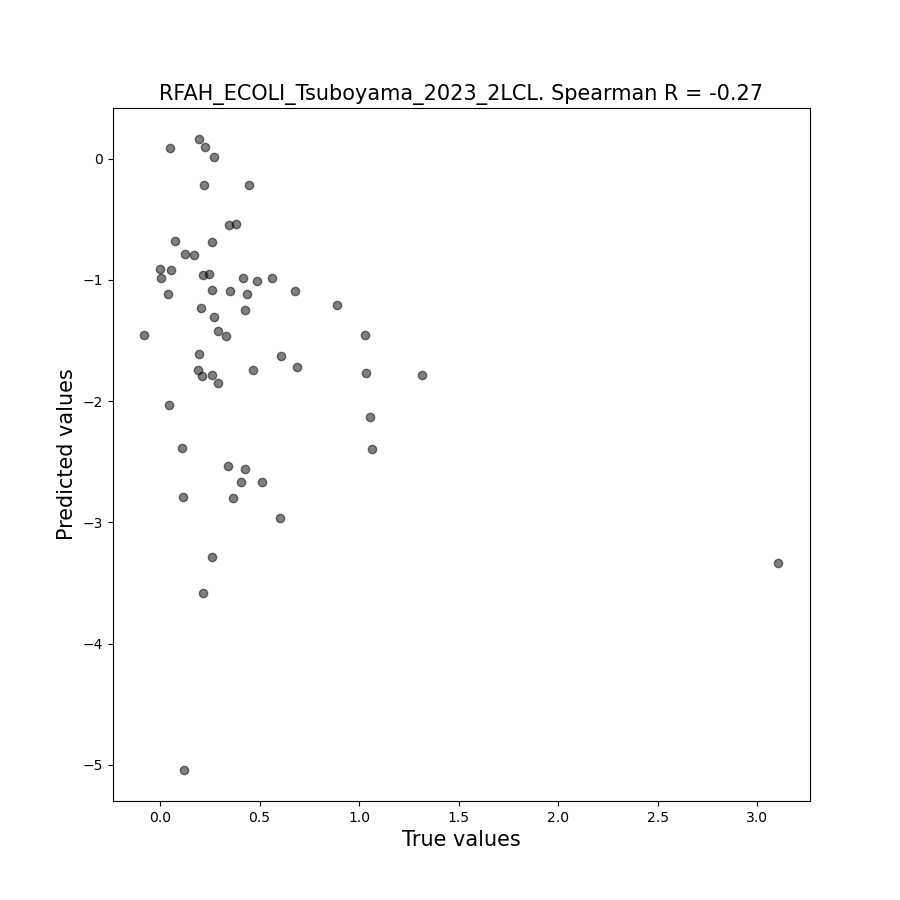 RFAH_ECOLI_Tsuboyama_2023_2LCL. Spearman R = -0.27
0
−1
−2
−3
−4
−5
Predicted values
0.0 0.5 1.0 1.5 2.0 2.5 3.0
True values